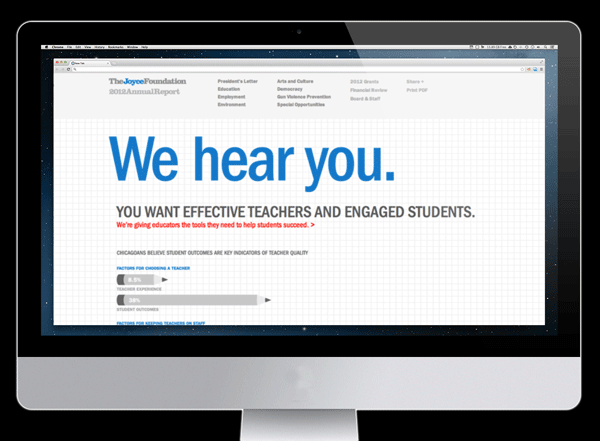 Chrome File Edit View History Bookmarks Window Help
TheJoyceFoundation
2012AnnualReport
President's Letter
Education
Employment
Environment
Arts and Culture
Democracy
Gun Violence Prevention
Special Opportunities
2012 Grants
Financial Review
Board & Staff
Share +
Print PDF
We hear you.
YOU WANT EFFECTIVE TEACHERS AND ENGAGED STUDENTS.
We're giving educators the tools they need to help students succeed. >
CHICAGOANS BELIEVE STUDENT OUTCOMES ARE KEY INDICATORS OF TEACHER QUALITY
FACTORS FOR CHOOSING A TEACHER
TEACHER EXPERIENCE
STUDENT OUTCOMES
FACTORS FOR KEEPING TEACHERS ON STAFF